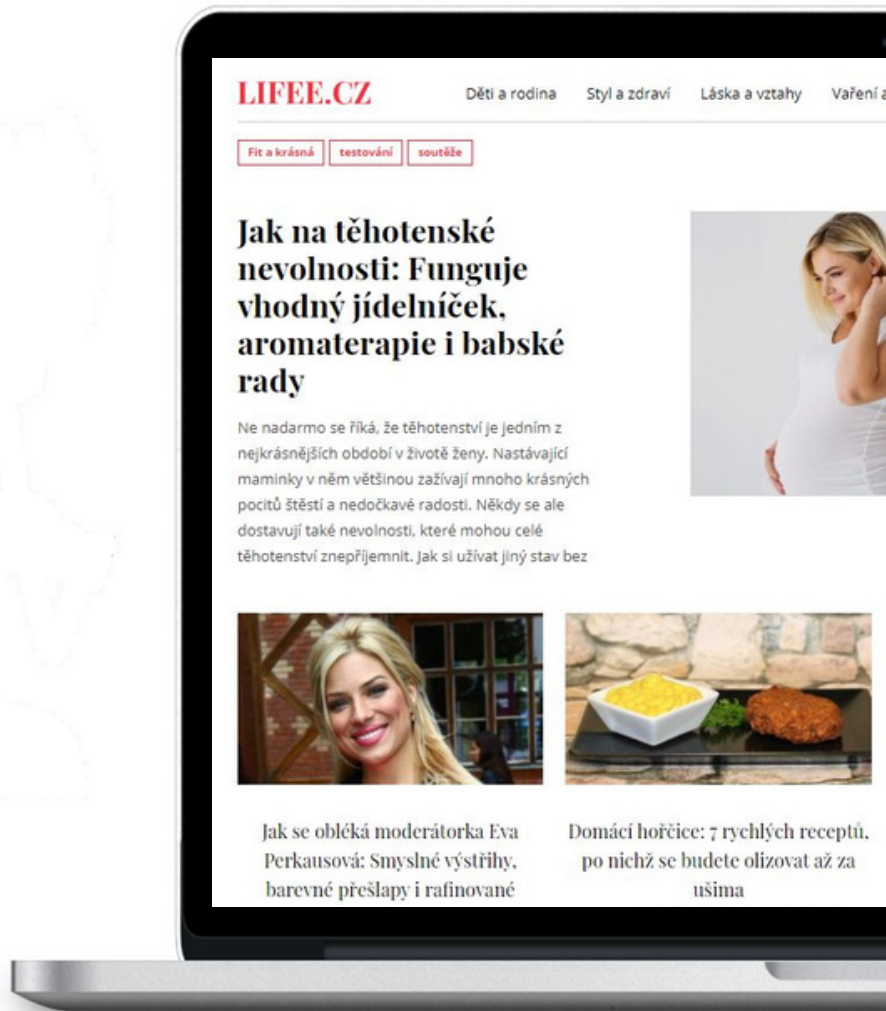 LIFEE.CZ
Děti a rodina Styl a zdraví Láska a vztahy Vaření a
Fit a krásná testování soutěže
Jak na těhotenské
nevolnosti: Funguje
vhodný jídelníček,
aromaterapie i babské
rady
Ne nadarmo se říká, že těhotenství je jedním z
nejkrásnějších období v životě ženy. Nastávající
maminky v něm většinou zažívají mnoho krásných
pocitů štěstí a nedočkavé radosti. Někdy se ale
dostavují také nevolnosti, které mohou celé
těhotenství znepříjemnit. Jak si užívat jiný stav bez
Jak se obléká moderátorka Eva
Perkausová: Smyslné výstřihy,
barevné přešlapy i rafinované
Domácí hořčice: 7 rychlých receptů,
po nichž se budete olizovat až za
ušima